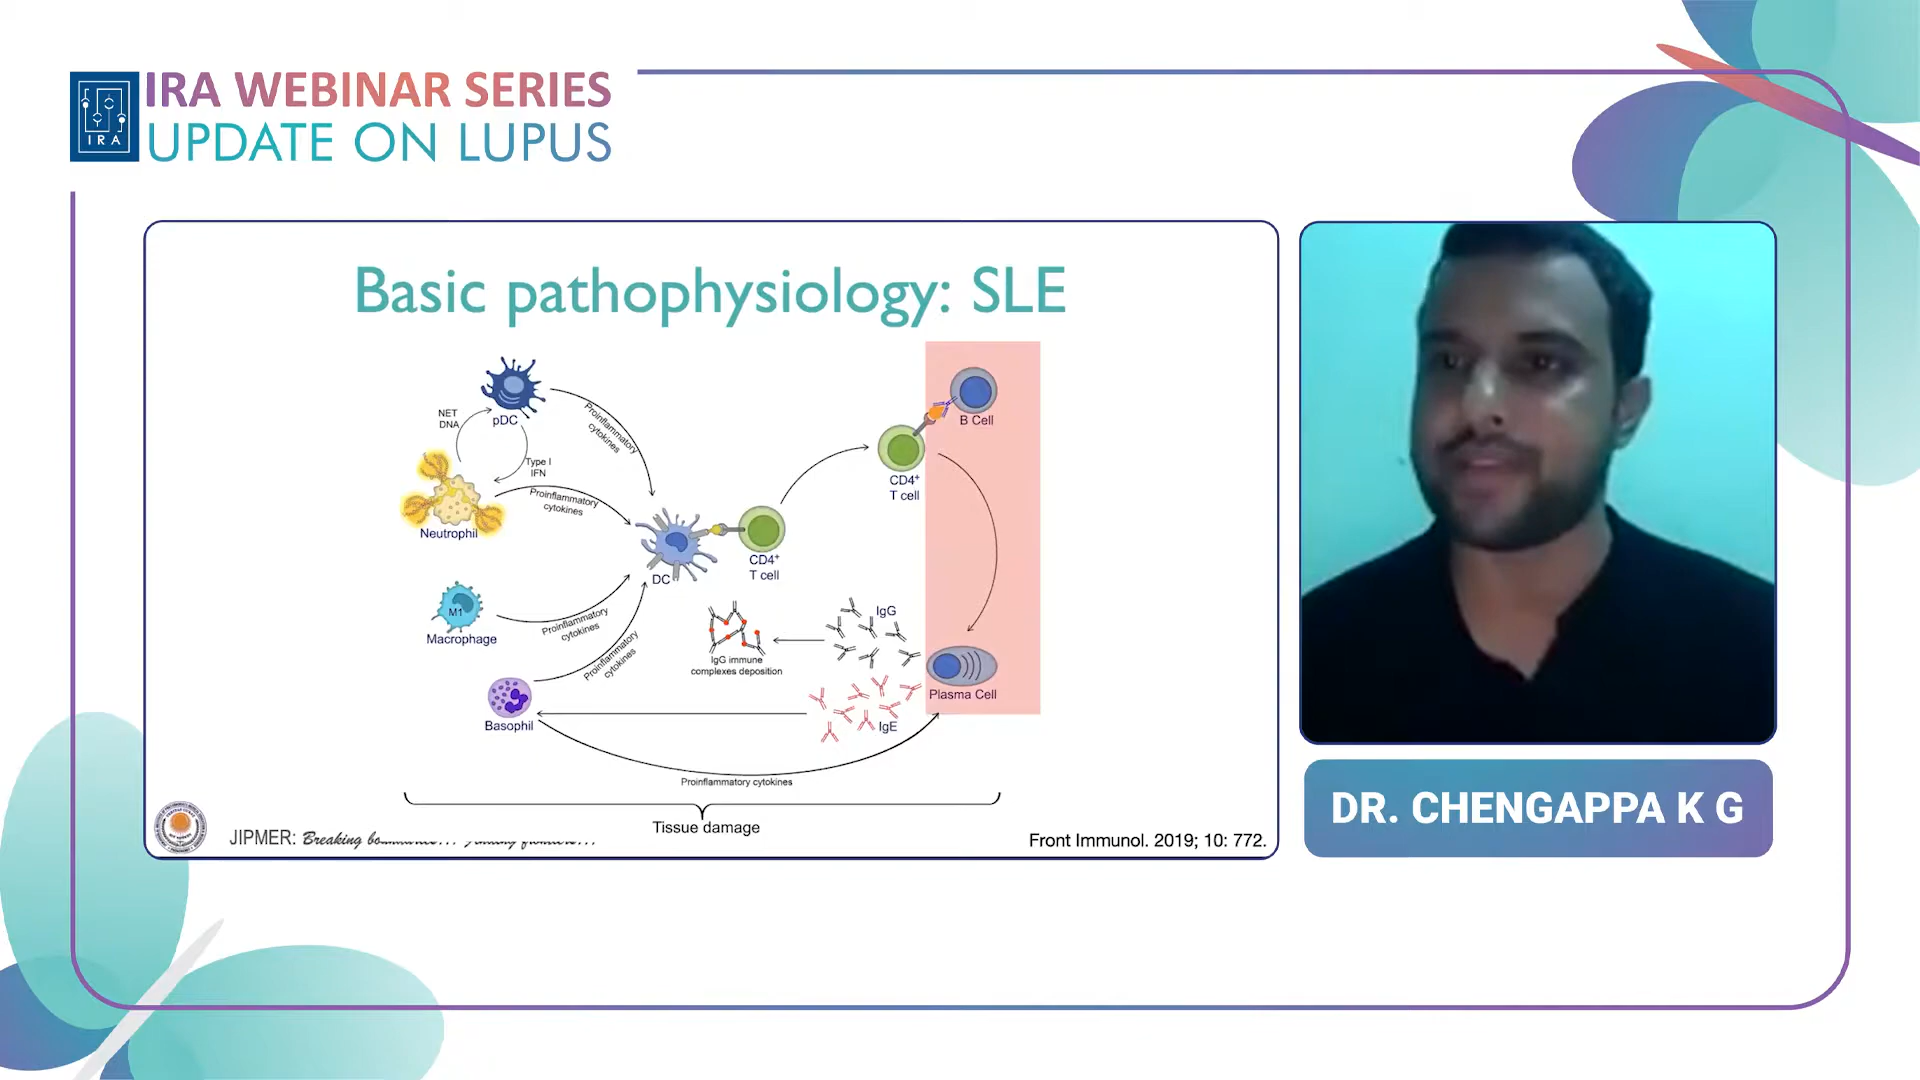 IRA
IRA WEBINAR SERIES
UPDATE ON LUPUS
Basic pathophysiology: SLE
NET
DNA
pDC
Type I
IFN
Proinflammatory
cytokines
Neutrophil
Proinflammatory
cytokines
DC
CD4+
T cell
CD4+
T cell
B Cell
M1
Macrophage
Proinflammatory
cytokines
Proinflammatory
cytokines
Basophil
IgG immune
complexes deposition
IgG
IgE
Plasma Cell
Proinflammatory cytokines
Tissue damage
JIPMER: Breaking
Front Immunol. 2019; 10: 772.
DR. CHENGAPPA K G